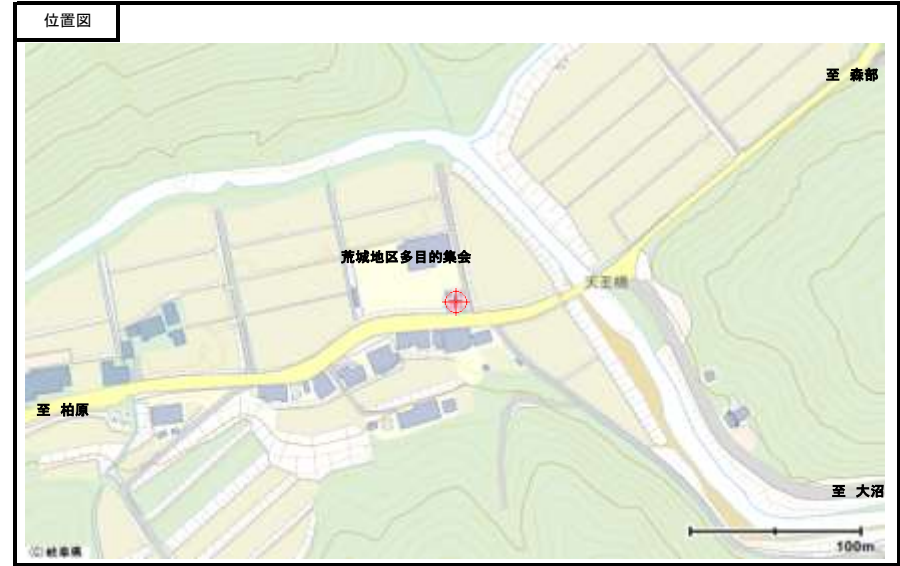 位置図
至 森部
荒城地区多目的集会
天王橋
至 柏原
至 大沼
100m
(C) 岐阜県